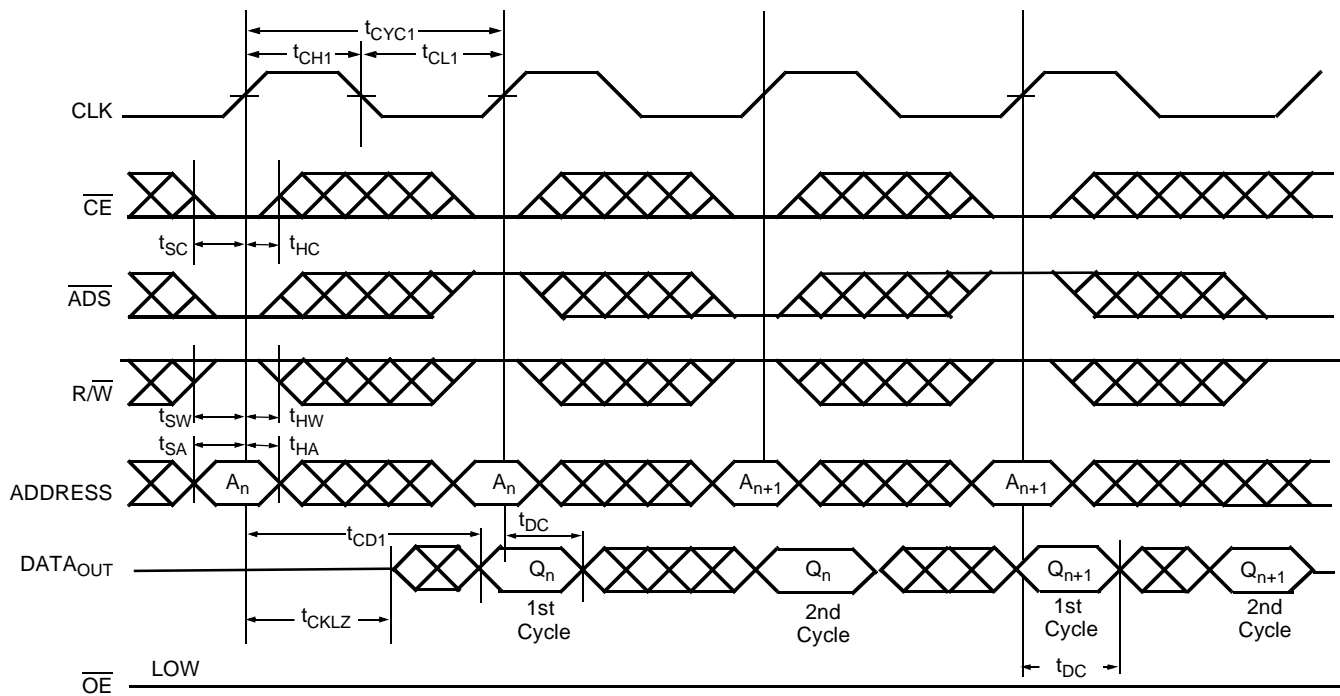 tCYC1
tCH1
tCL1
CLK
CE
tSC
tHC
ADS
R/W
tSW
tHW
tSA
tHA
ADDRESS
An
An
An+1
An+1
tCD1
tDC
DATAOUT
Qn
Qn
Qn+1
Qn+1
tCKLZ
1st
Cycle
2nd
Cycle
1st
Cycle
2nd
Cycle
tDC
LOW
OE